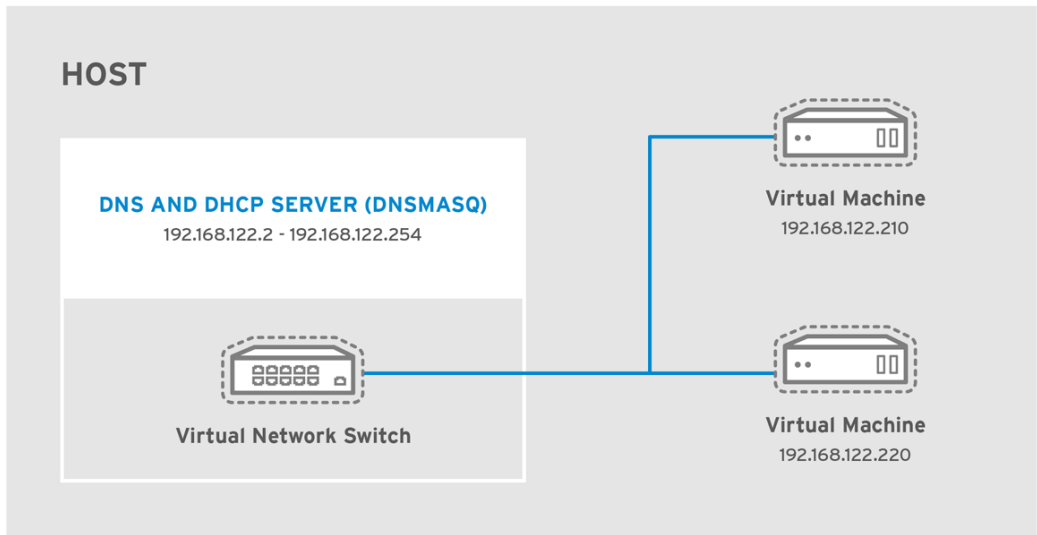 HOST
DNS AND DHCP SERVER (DNSMASQ)
192.168.122.2 - 192.168.122.254
Virtual Network Switch
Virtual Machine
192.168.122.210
Virtual Machine
192.168.122.220